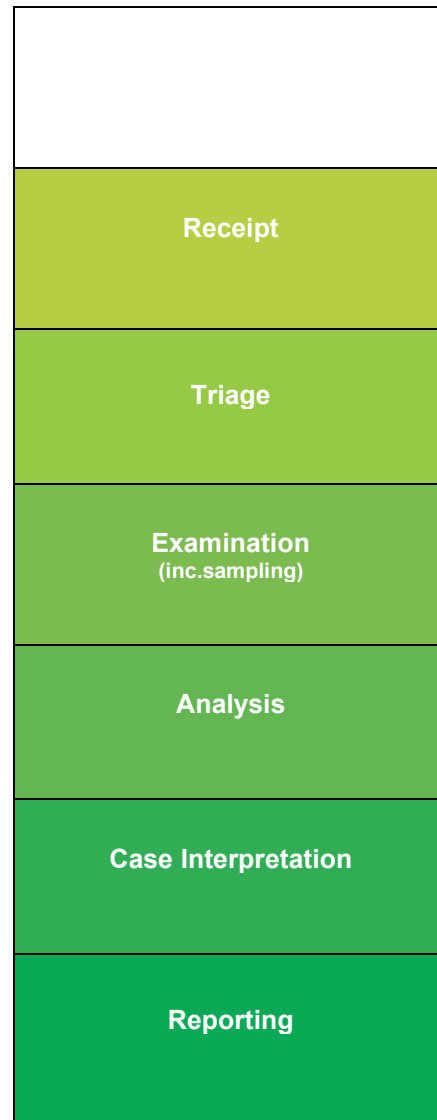 Receipt
Triage
Examination
(inc.sampling)
Analysis
Case Interpretation
Reporting